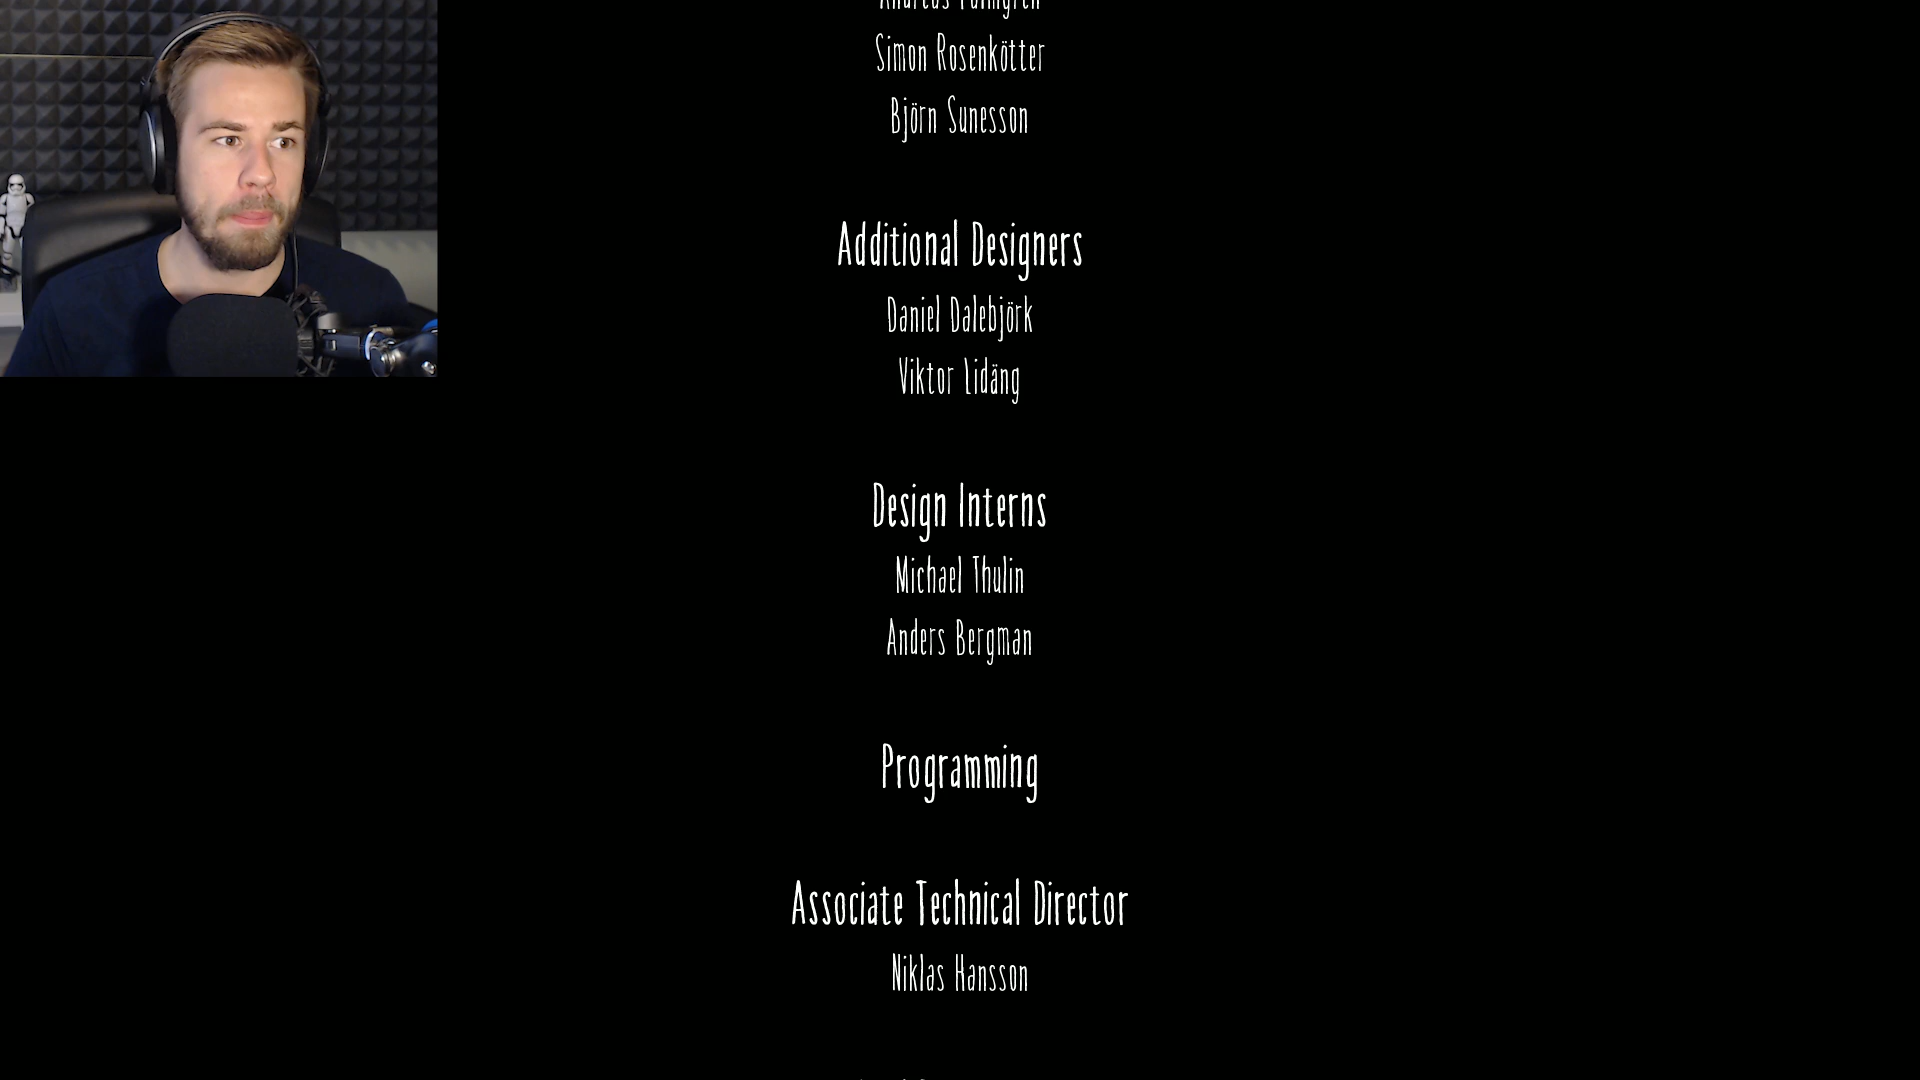 Simon Rosenkötter
Björn Sunesson
Additional Designers
Daniel Dalebjörk
Viktor Lidäng
Design Interns
Michael Thulin
Anders Bergman
Programming
Associate Technical Director
Niklas Hansson